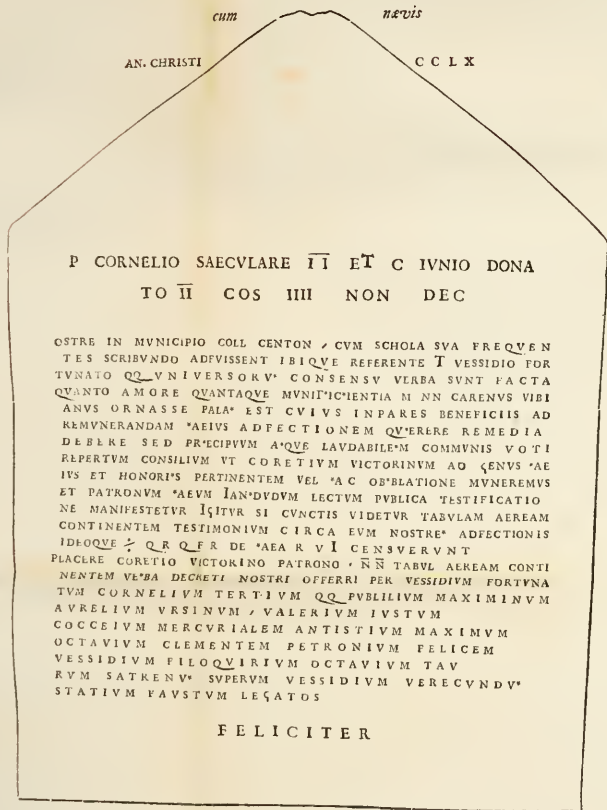 cum nævis
AN. CHRISTI CCLX
P CORNELIO SAECVLARE I̅I̅ ET C IVNIO DONA
TO I̅I̅ COS IIII NON DEC
OSTRE IN MVNICIPIO COLL CENTON ⸗ CVM SCHOLA SVA FREQVEN
TES SCRIBVNDO ADFVISSENT IBIQVE REFERENTE T VESSIDIO FOR
TVNATO QQ VNIVERSORV* CONSENSV VERBA SVNT FACTA
QVANTO AMORE QVANTAQVE MVNIF*IC*IENTIA M NN CARENVS VIBI
ANVS ORNASSE PALA* EST CVIVS INPARES BENEFICIIS AD
REMVNERANDAM *AEIVS ADFECTIONEM QV*ERERE REMEDIA
DEBERE SED PR*ECIPVVM A*QVE LAVDABILE*M COMMVNIS VOTI
REPERTVM CONSILIVM VT CORETIVM VICTORINVM AD GENVS *AE
IVS ET HONORI*S PERTINENTEM VEL *AC OB*BLATIONE MVNEREMVS
ET PATRONVM *AEVM IAN*DVDVM LECTVM PVBLICA TESTIFICATIO
NE MANIFESTETVR IGITVR SI CVNCTIS VIDETVR TABVLAM AEREAM
CONTINENTEM TESTIMONIVM CIRCA EVM NOSTRE* ADFECTIONIS
IDEOQVE ÷ Q R Q F R DE *AEA R V I CENSVERVNT
PLACERE CORETIO VICTORINO PATRONO · N̅N̅ TABVL AEREAM CONTI
NENTEM VE*BA DECRETI NOSTRI OFFERRI PER VESSIDIVM FORTVNA
TVM CORNELIVM TERT·IVM QQ PVBLILIVM MAXIMINVM
AVRELIVM VRSINVM ⸗ VALERIVM IVSTVM
COCCEIVM MERCVRIALEM ANTISTIVM MAXIMVM
OCTAVIVM CLEMENTEM PETRONIVM FELICEM
VESSIDIVM FILOQVIRIVM OCTAVIVM TAV
RVM SATRENV* SVPERVM VESSIDIVM VERECVNDV*
STATIVM FAVSTVM LEGATOS
FELICITER